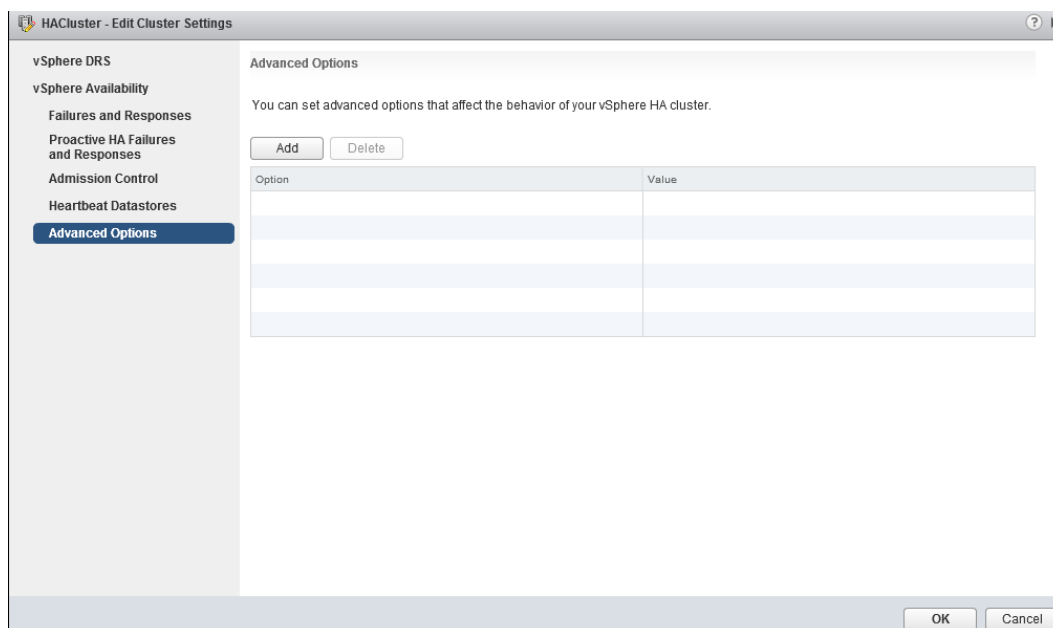 HACluster - Edit Cluster Settings
?
vSphere DRS
vSphere Availability
Failures and Responses
Proactive HA Failures
and Responses
Admission Control
Heartbeat Datastores
Advanced Options
Advanced Options
You can set advanced options that affect the behavior of your vSphere HA cluster.
Add Delete
Option Value
OK Cancel